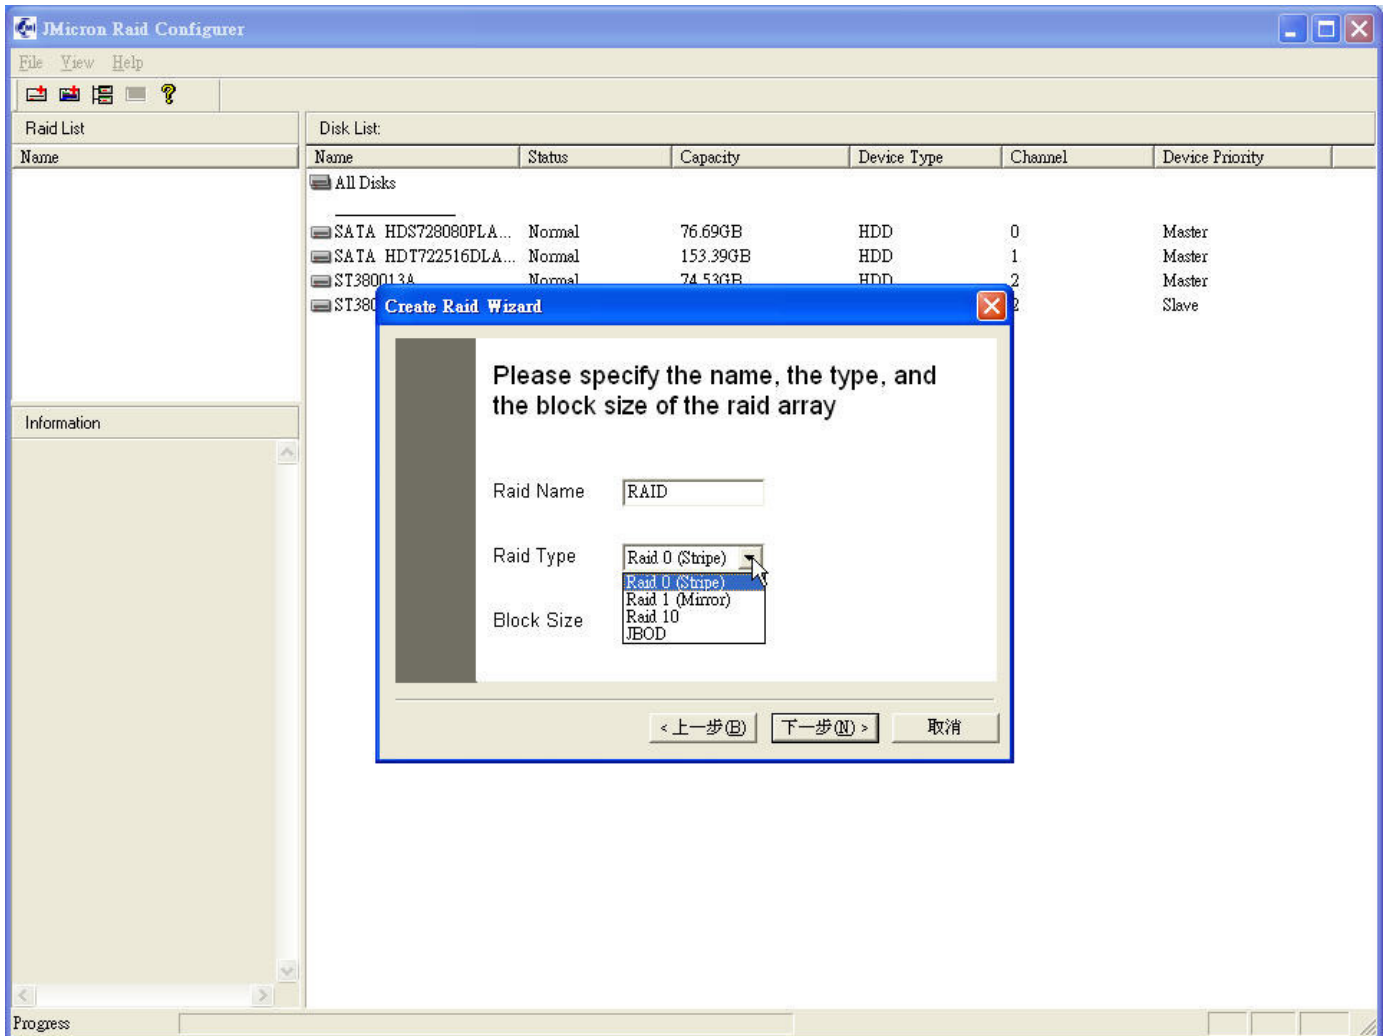 JMicron Raid Configurer
File View Help
Raid List
Disk List:
Name
Name Status Capacity Device Type Channel Device Priority
All Disks
SATA HDS728080PLA... Normal 76.69GB HDD 0 Master
SATA HDT722516DLA... Normal 153.39GB HDD 1 Master
ST380013A Normal 74.53GB HDD 2 Master
ST380 2 Slave
Create Raid Wizard
Please specify the name, the type, and
the block size of the raid array
Information
Raid Name RAID
Raid Type Raid 0 (Stripe)
Raid 0 (Stripe)
Raid 1 (Mirror)
Raid 10
JBOD
Block Size
<上一步(B) 下一步(N)> 取消
Progress